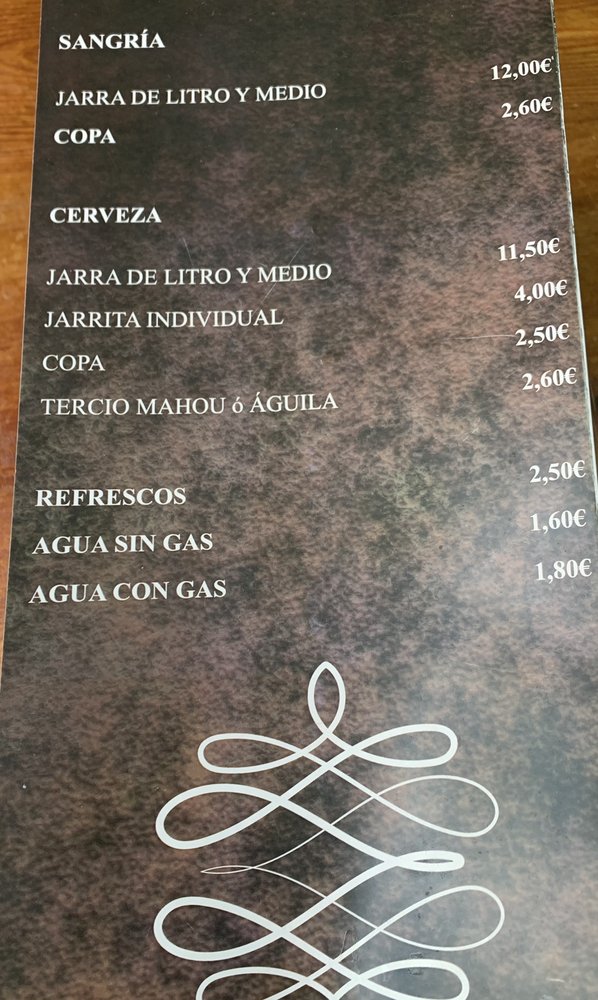 SANGRÍA
JARRA DE LITRO Y MEDIO 12,00€
COPA 2,60€
CERVEZA
JARRA DE LITRO Y MEDIO 11,50€
JARRITA INDIVIDUAL 4,00€
COPA 2,50€
TERCIO MAHOU ó ÁGUILA 2,60€
REFRESCOS 2,50€
AGUA SIN GAS 1,60€
AGUA CON GAS 1,80€